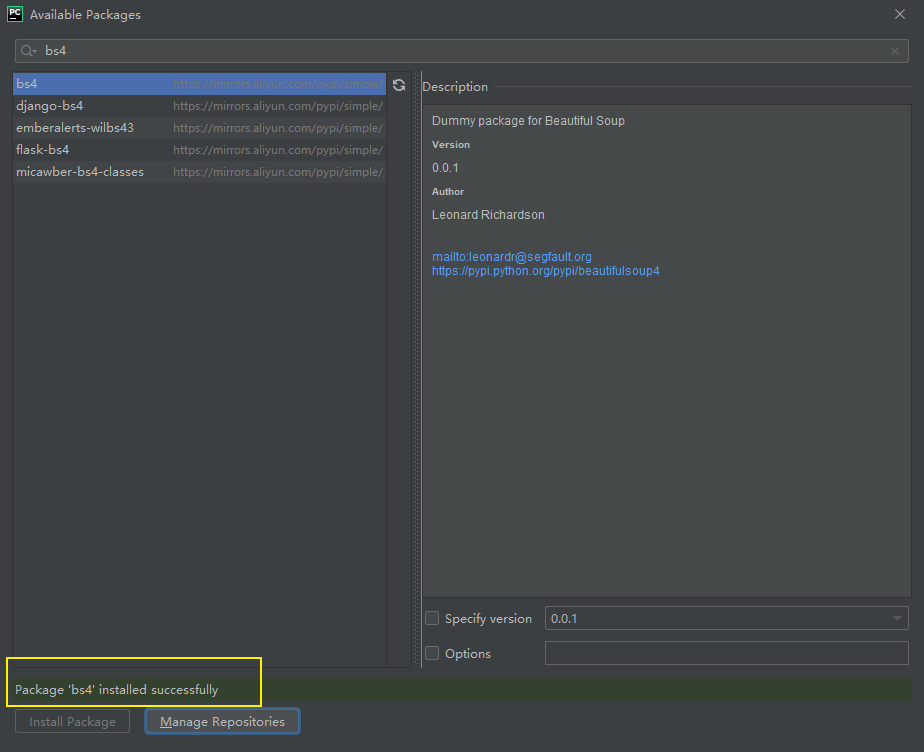 PC Available Packages
bs4
bs4 https://mirrors.aliyun.com/pypi/simple/
django-bs4 https://mirrors.aliyun.com/pypi/simple/
emberalerts-wilbs43 https://mirrors.aliyun.com/pypi/simple/
flask-bs4 https://mirrors.aliyun.com/pypi/simple/
micawber-bs4-classes https://mirrors.aliyun.com/pypi/simple/
Description
Dummy package for Beautiful Soup
Version
0.0.1
Author
Leonard Richardson
mailto:leonardr@segfault.org
https://pypi.python.org/pypi/beautifulsoup4
Specify version 0.0.1
Options
Package 'bs4' installed successfully
Install Package Manage Repositories